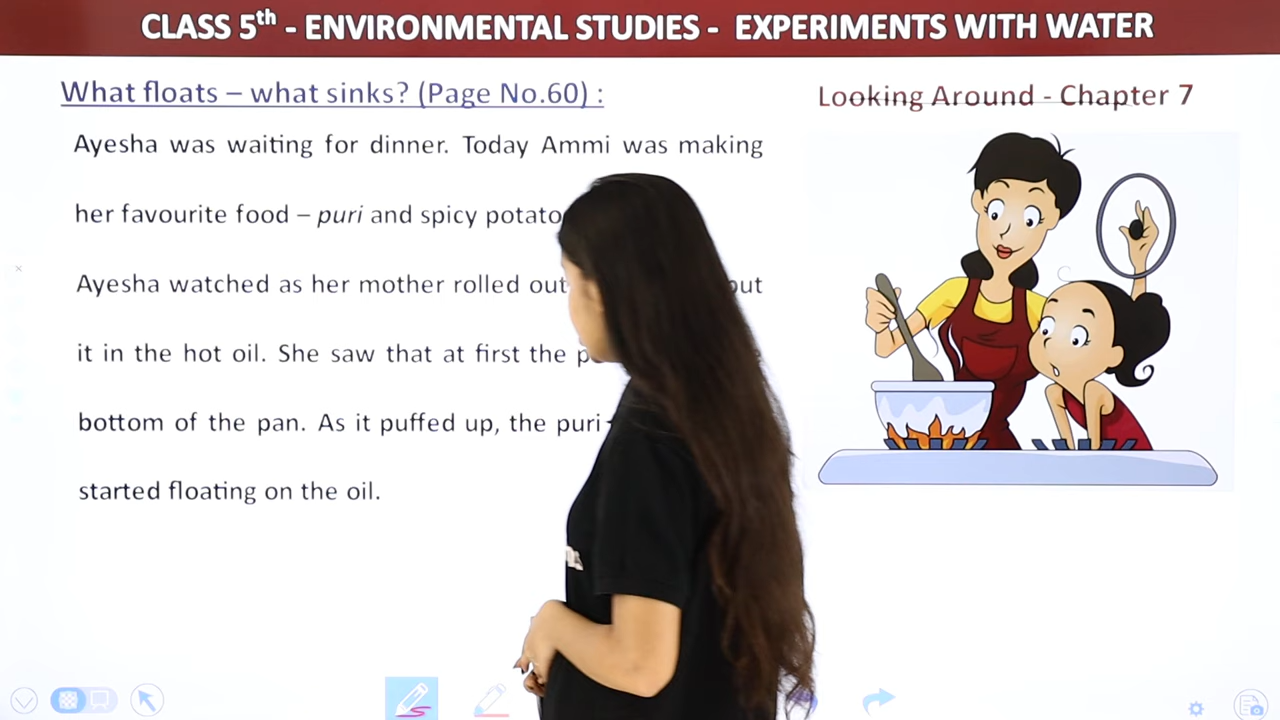 CLASS 5th - ENVIRONMENTAL STUDIES - EXPERIMENTS WITH WATER
What floats – what sinks? (Page No.60) :
Looking Around - Chapter 7
Ayesha was waiting for dinner. Today Ammi was making
her favourite food – puri and spicy
Ayesha watched as her mother rolled out
it in the hot oil. She saw that at first the
bottom of the pan. As it puffed up, the puri
started floating on the oil.